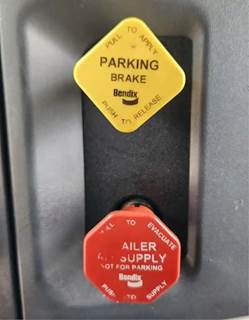 PULL TO APPLY
PARKING
BRAKE
Bendix
PUSH TO RELEASE
TO EVACUATE
AILER
SUPPLY
NOT FOR PARKING
Bendix
PUSH TO SUPPLY